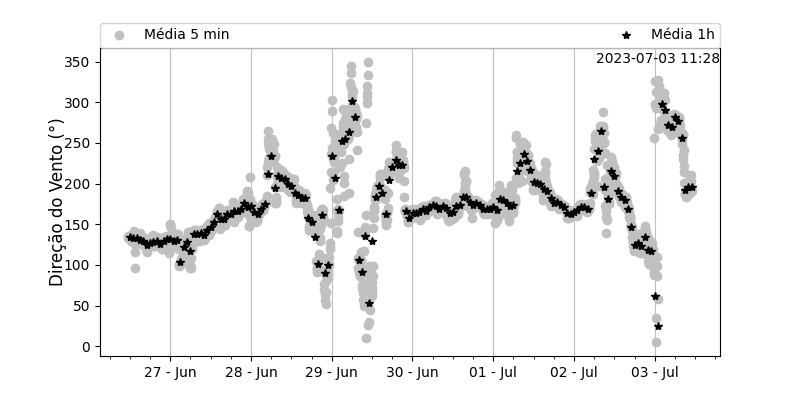 Média 5 min
Média 1h
2023-07-03 11:28
Direção do Vento (°)
350
300
250
200
150
100
50
0
27 - Jun
28 - Jun
29 - Jun
30 - Jun
01 - Jul
02 - Jul
03 - Jul